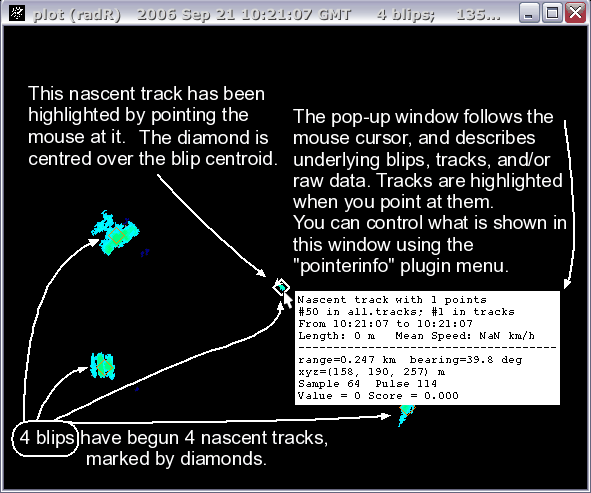 plot (radR) 2006 Sep 21 10:21:07 GMT 4 blips; 135...
This nascent track has been
highlighted by pointing the
mouse at it. The diamond is
centred over the blip centroid.
The pop-up window follows the
mouse cursor, and describes
underlying blips, tracks, and/or
raw data. Tracks are highlighted
when you point at them.
You can control what is shown in
this window using the
"pointerinfo" plugin menu.
Nascent track with 1 points
#50 in all.tracks; #1 in tracks
From 10:21:07 to 10:21:07
Length: 0 m Mean Speed: NaN km/h
range=0.247 km bearing=39.8 deg
xyz=(158, 190, 257) m
Sample 64 Pulse 114
Value = 0 Score = 0.000
4 blips have begun 4 nascent tracks,
marked by diamonds.